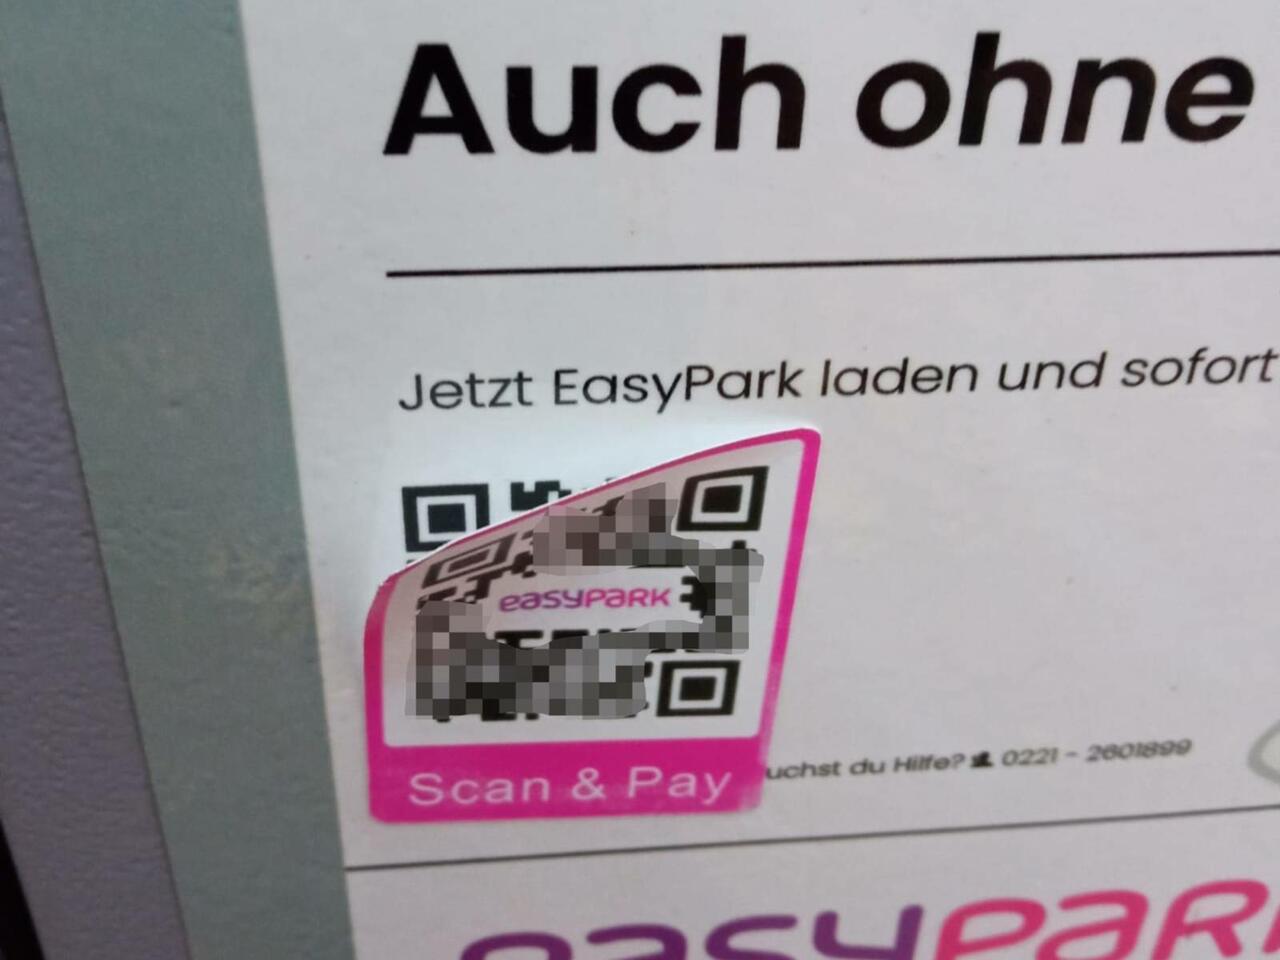 Auch ohne
Jetzt EasyPark laden und sofort
easyPARK
Scan & Pay
uchst du Hilfe? 0221 - 2601899
easyPARK